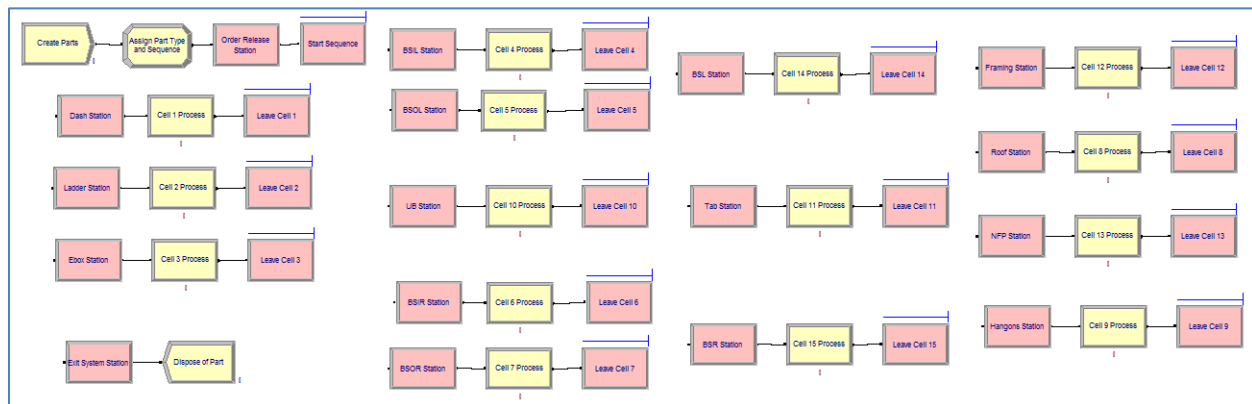 Create Parts
Assign Part Type
and Sequence
Order Release
Station
Start Sequence
Dash Station
Cell 1 Process
Leave Cell 1
Ladder Station
Cell 2 Process
Leave Cell 2
Ebox Station
Cell 3 Process
Leave Cell 3
Exit System Station
Dispose of Part
BSIL Station
Cell 4 Process
Leave Cell 4
BSOL Station
Cell 5 Process
Leave Cell 5
UB Station
Cell 10 Process
Leave Cell 10
BSIR Station
Cell 6 Process
Leave Cell 6
BSOR Station
Cell 7 Process
Leave Cell 7
BSL Station
Cell 14 Process
Leave Cell 14
Tab Station
Cell 11 Process
Leave Cell 11
BSR Station
Cell 15 Process
Leave Cell 15
Framing Station
Cell 12 Process
Leave Cell 12
Roof Station
Cell 8 Process
Leave Cell 8
NFP Station
Cell 13 Process
Leave Cell 13
Hangons Station
Cell 9 Process
Leave Cell 9